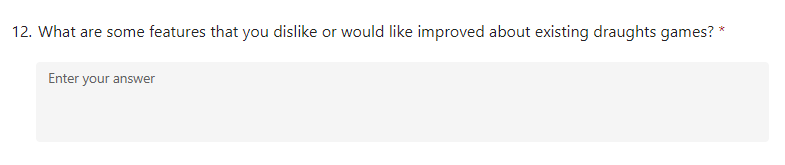 12. What are some features that you dislike or would like improved about existing draughts games? *
Enter your answer